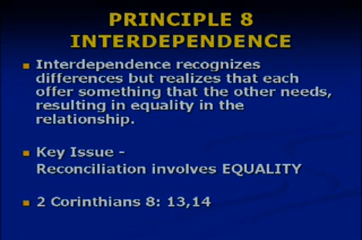 PRINCIPLE 8
INTERDEPENDENCE
Interdependence recognizes
differences but realizes that each
offer something that the other needs,
resulting in equality in the
relationship.
Key Issue -
Reconciliation involves EQUALITY
2 Corinthians 8: 13,14